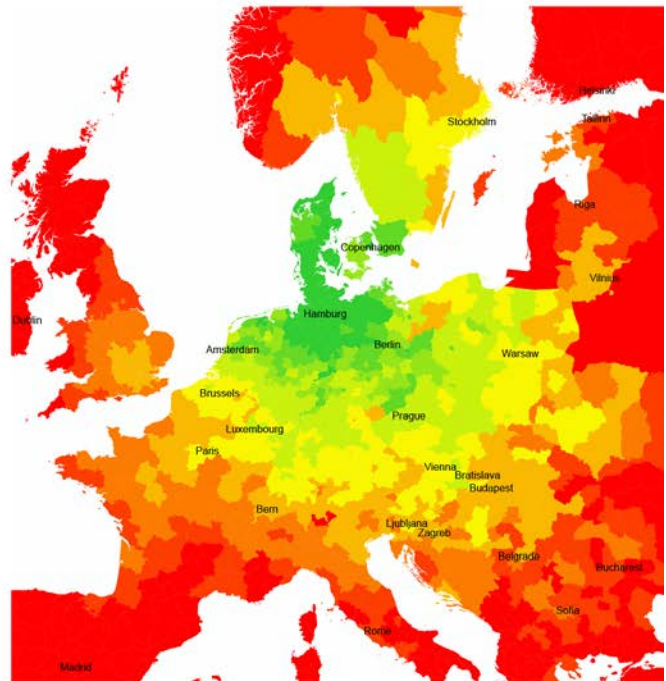 Helsinki
Tallinn
Stockholm
Riga
Copenhagen
Vilnius
Dublin
Hamburg
Amsterdam
Berlin
Warsaw
Brussels
Prague
Luxembourg
Paris
Vienna
Bratislava
Budapest
Bern
Ljubljana
Zagreb
Belgrade
Bucharest
Sofia
Rome
Madrid